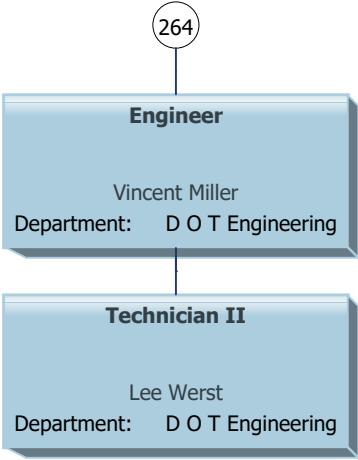 264
Engineer
Vincent Miller
Department: D O T Engineering
Technician II
Lee Werst
Department: D O T Engineering